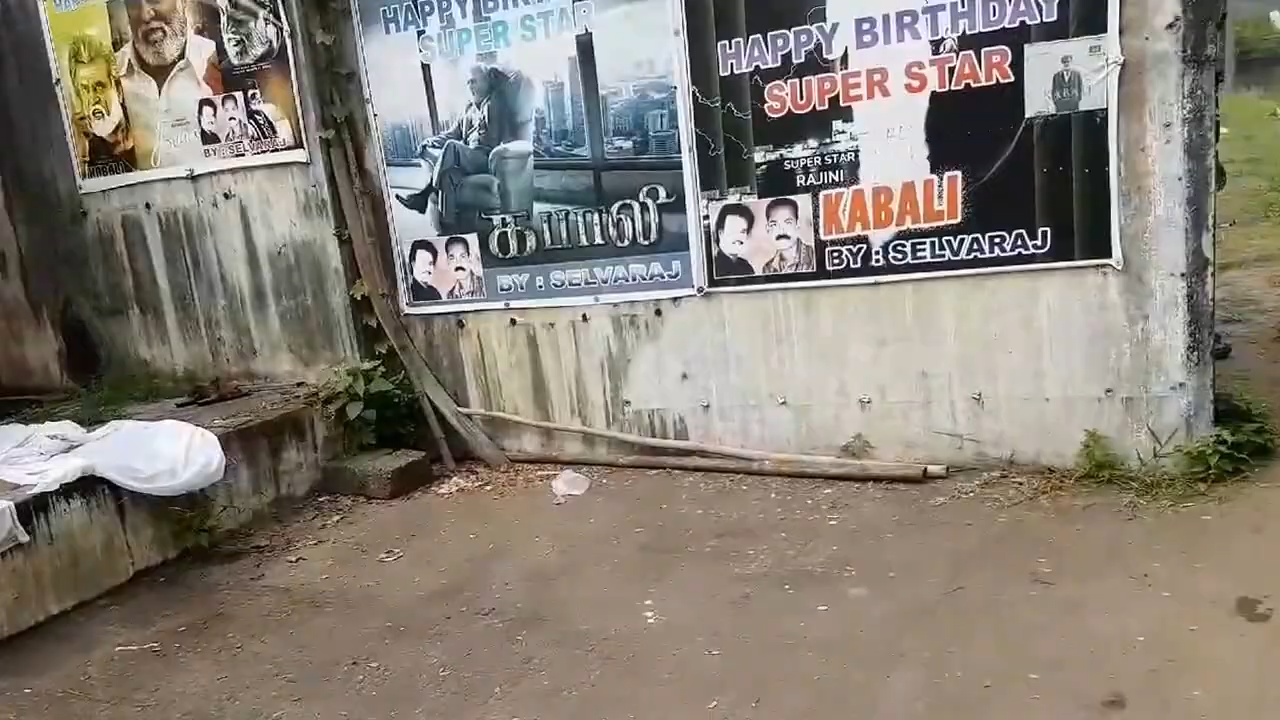 KABALI
BY : SELVARAJ
HAPPY BIRTHDAY
SUPER STAR
கபாலி
BY : SELVARAJ
HAPPY BIRTHDAY
SUPER STAR
SUPER STAR
RAJINI
KABALI
BY : SELVARAJ